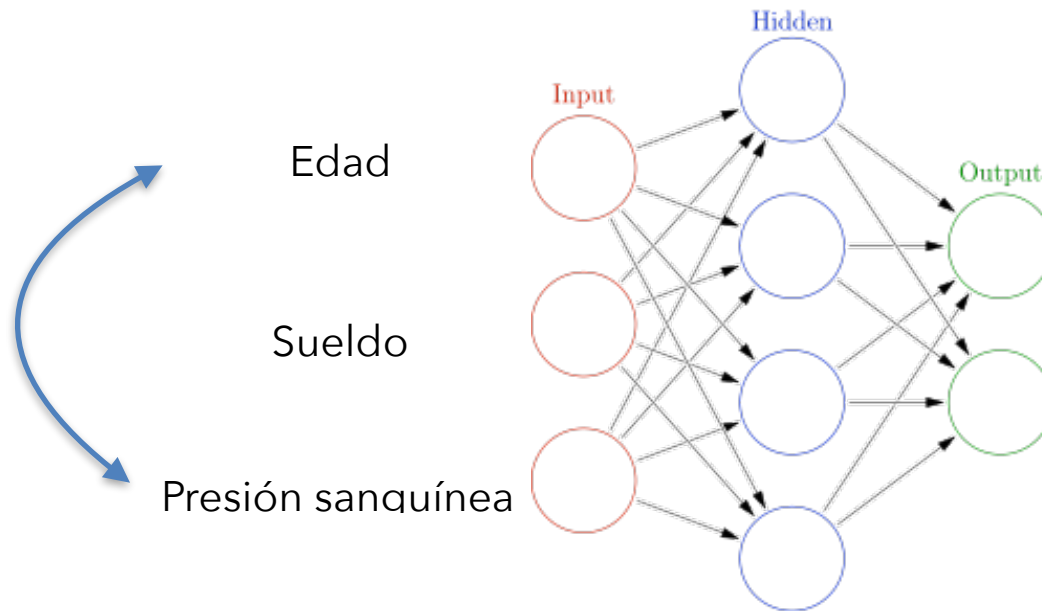 Hidden
Input
Edad
Output
Sueldo
Presión sanguínea